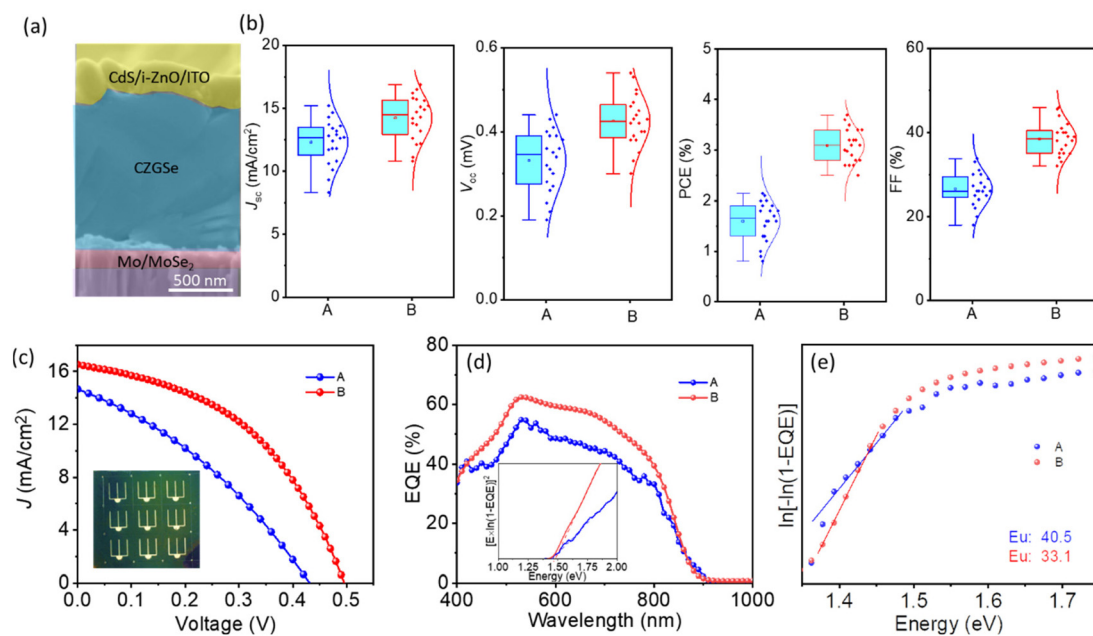 (a)
CdS/i-ZnO/ITO
CZGSe
Mo/MoSe₂
500 nm
(b)
20
15
10
5
0
J_sc (mA/cm²)
A
B
0.6
0.4
0.2
0.0
V_oc (mV)
A
B
5
4
3
2
1
0
PCE (%)
A
B
80
60
40
20
0
FF (%)
A
B
(c)
16
12
8
4
0
J (mA/cm²)
A
B
0.0 0.1 0.2 0.3 0.4 0.5
Voltage (V)
(d)
80
60
40
20
0
EQE (%)
A
B
[E×ln(1-EQE)]²
1.00 1.25 1.50 1.75 2.00
Energy (eV)
400 500 600 700 800 900 1000
Wavelength (nm)
(e)
ln[-ln(1-EQE)]
A
B
Eu: 40.5
Eu: 33.1
1.4 1.5 1.6 1.7
Energy (eV)